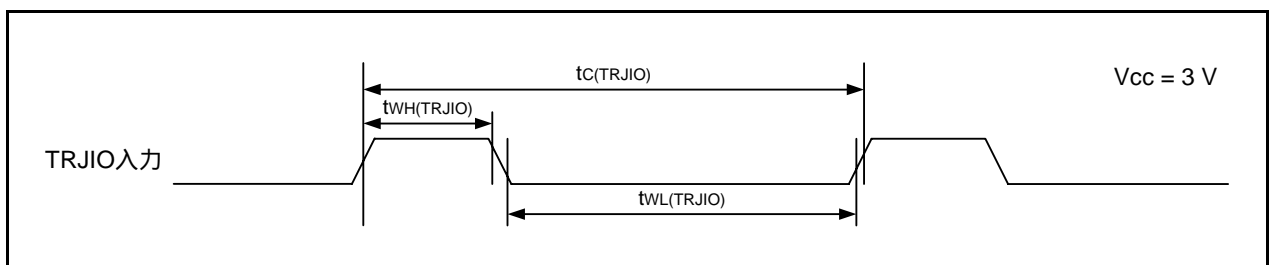 tC(TRJIO)
Vcc = 3 V
tWH(TRJIO)
TRJIO入力
tWL(TRJIO)